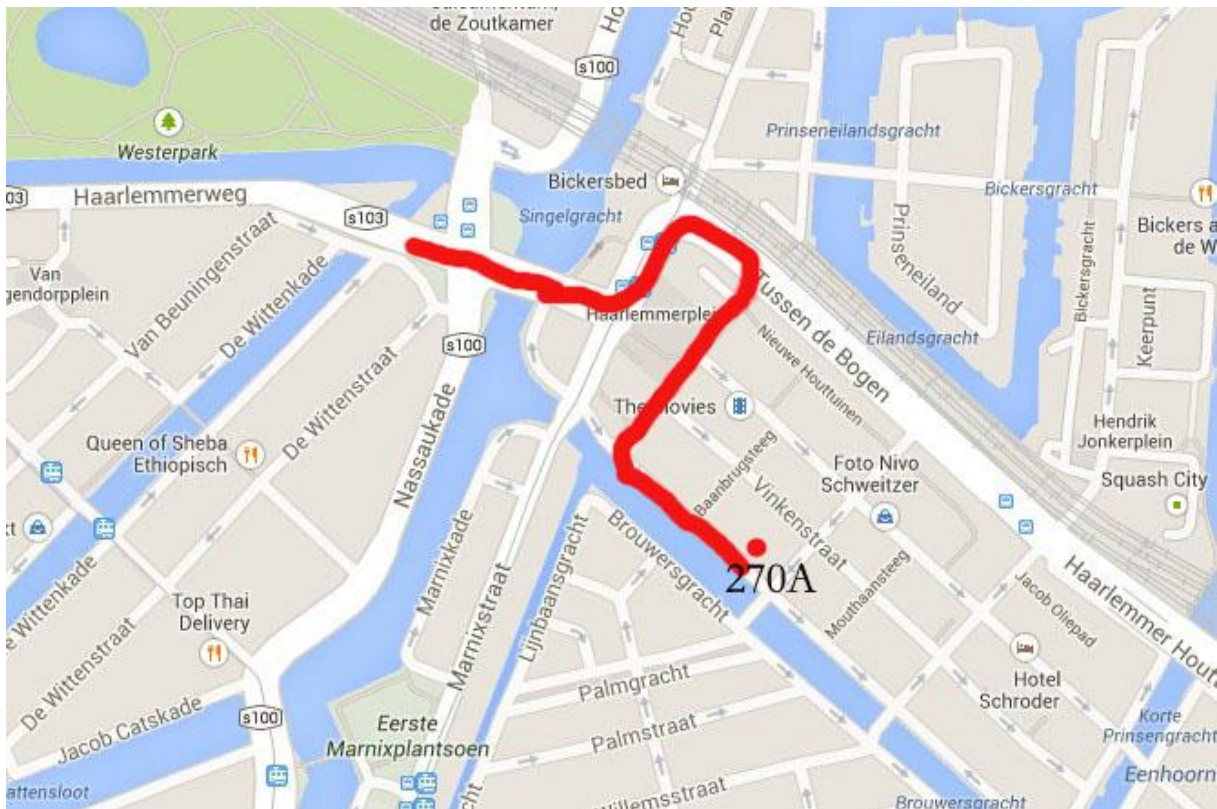 de Zoutkamer
s100
Westerpark
Prinseneilandsgracht
03
Haarlemmerweg
s103
Bickersbed
Singelgracht
Bickersgracht
Bickers a
de W
Prinseneiland
Van
gendorpplein
Van Beuningenstraat
De Wittenkade
s100
Haarlemmerplein
Tussen de Bogen
Eilandsgracht
Bickersgracht
Keerpunt
Nieuwe Houttuinen
De Wittenstraat
Nassaukade
The Movies
Queen of Sheba
Ethiopisch
Hendrik
Jonkerplein
Squash City
Baanbrugsteeg
Vinkenstraat
Foto Nivo
Schweitzer
Marnixkade
Marnixstraat
Lijnbaansgracht
Brouwersgracht
270A
Mouthaansteeg
Jacob Oliepad
Haarlemmer Houttu
e Wittenkade
De Wittenstraat
Top Thai
Delivery
Jacob Catskade
s100
Palmgracht
Palmstraat
Hotel
Schroder
Eerste
Marnixplantsoen
Korte
Prinsengracht
Eenhoorn
attensloot
cht
Willemsstraat
Brouwersgracht